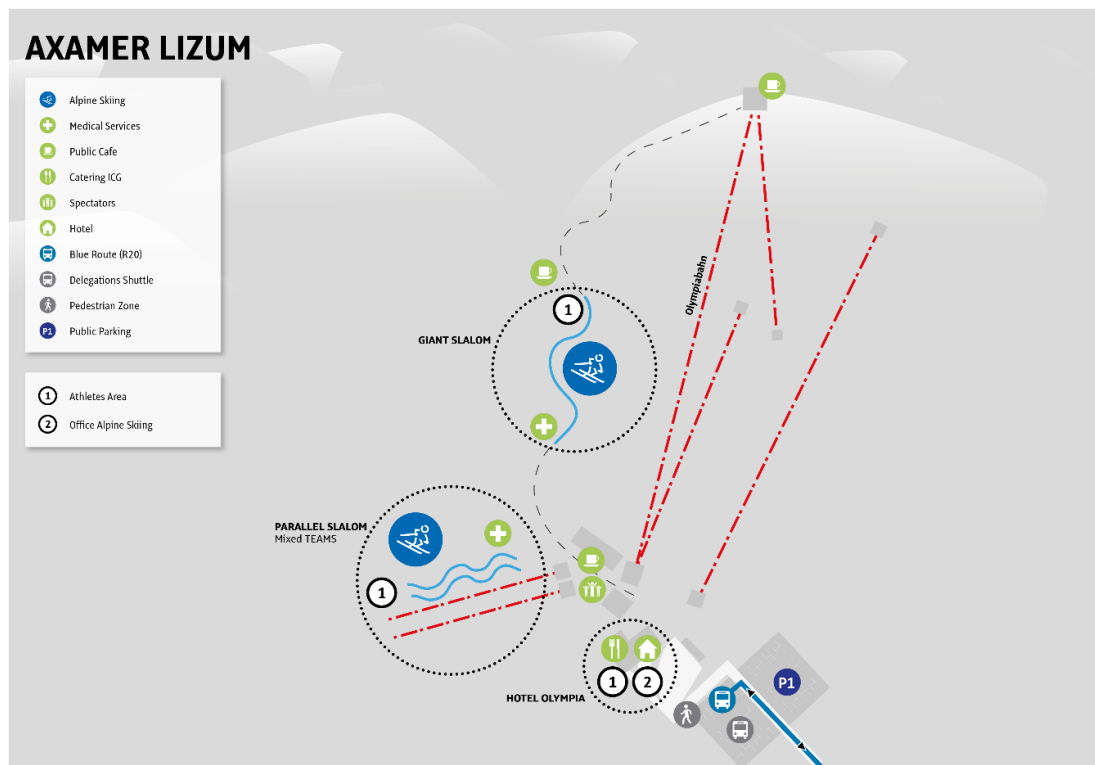 AXAMER LIZUM
Alpine Skiing
Medical Services
Public Cafe
Catering ICG
Spectators
Hotel
Blue Route (R20)
Delegations Shuttle
Pedestrian Zone
P1 Public Parking
1 Athletes Area
2 Office Alpine Skiing
Olympiabahn
1
GIANT SLALOM
PARALLEL SLALOM
Mixed TEAMS
1
1 2
HOTEL OLYMPIA
P1